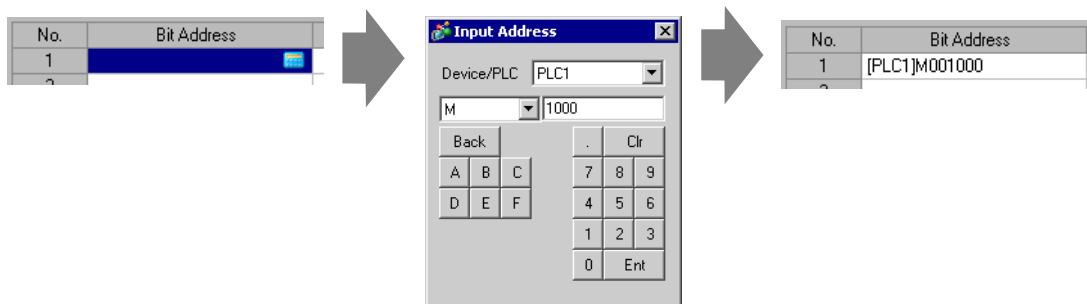 No. Bit Address
1
Input Address
Device/PLC PLC1
M 1000
Back . Clr
A B C 7 8 9
D E F 4 5 6
1 2 3
0 Ent
No. Bit Address
1 [PLC1]M001000